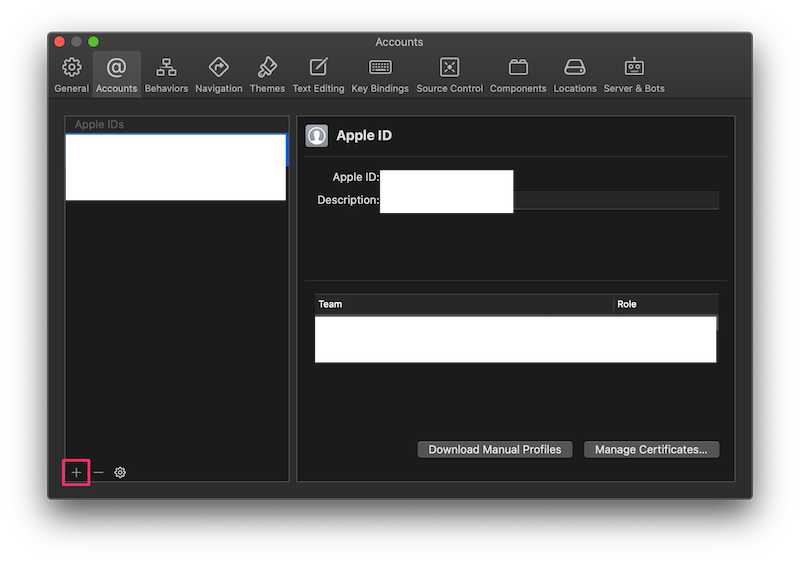 Accounts
General Accounts Behaviors Navigation Themes Text Editing Key Bindings Source Control Components Locations Server & Bots
Apple IDs
Apple ID
Apple ID:
Description:
Team Role
Download Manual Profiles Manage Certificates...